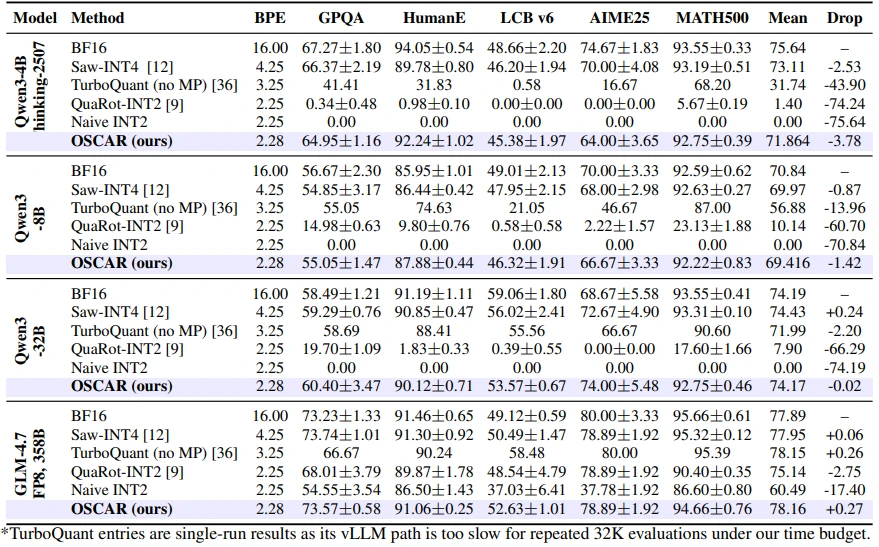 Model Method BPE GPQA HumanE LCB v6 AIME25 MATH500 Mean Drop
Qwen3-4B
hinking-2507
BF16 16.00 67.27±1.80 94.05±0.54 48.66±2.20 74.67±1.83 93.55±0.33 75.64 –
Saw-INT4 [12] 4.25 66.37±2.19 89.78±0.80 46.20±1.94 70.00±4.08 93.19±0.51 73.11 -2.53
TurboQuant (no MP) [36] 3.25 41.41 31.83 0.58 16.67 68.20 31.74 -43.90
QuaRot-INT2 [9] 2.25 0.34±0.48 0.98±0.10 0.00±0.00 0.00±0.00 5.67±0.19 1.40 -74.24
Naive INT2 2.25 0.00 0.00 0.00 0.00 0.00 0.00 -75.64
OSCAR (ours) 2.28 64.95±1.16 92.24±1.02 45.38±1.97 64.00±3.65 92.75±0.39 71.864 -3.78
Qwen3
-8B
BF16 16.00 56.67±2.30 85.95±1.01 49.01±2.13 70.00±3.33 92.59±0.62 70.84 –
Saw-INT4 [12] 4.25 54.85±3.17 86.44±0.42 47.95±2.15 68.00±2.98 92.63±0.27 69.97 -0.87
TurboQuant (no MP) [36] 3.25 55.05 74.63 21.05 46.67 87.00 56.88 -13.96
QuaRot-INT2 [9] 2.25 14.98±0.63 9.80±0.76 0.58±0.58 2.22±1.57 23.13±1.88 10.14 -60.70
Naive INT2 2.25 0.00 0.00 0.00 0.00 0.00 0.00 -70.84
OSCAR (ours) 2.28 55.05±1.47 87.88±0.44 46.32±1.91 66.67±3.33 92.22±0.83 69.416 -1.42
Qwen3
-32B
BF16 16.00 58.49±1.21 91.19±1.11 59.06±1.80 68.67±5.58 93.55±0.41 74.19 –
Saw-INT4 [12] 4.25 59.29±0.76 90.85±0.47 56.02±2.41 72.67±4.90 93.31±0.10 74.43 +0.24
TurboQuant (no MP) [36] 3.25 58.69 88.41 55.56 66.67 90.60 71.99 -2.20
QuaRot-INT2 [9] 2.25 19.70±1.09 1.83±0.33 0.39±0.55 0.00±0.00 17.60±1.66 7.90 -66.29
Naive INT2 2.25 0.00 0.00 0.00 0.00 0.00 0.00 -74.19
OSCAR (ours) 2.28 60.40±3.47 90.12±0.71 53.57±0.67 74.00±5.48 92.75±0.46 74.17 -0.02
GLM-4.7
FP8, 358B
BF16 16.00 73.23±1.33 91.46±0.65 49.12±0.59 80.00±3.33 95.66±0.61 77.89 –
Saw-INT4 [12] 4.25 73.74±1.01 91.30±0.92 50.49±1.47 78.89±1.92 95.32±0.12 77.95 +0.06
TurboQuant (no MP) [36] 3.25 66.67 90.24 58.48 80.00 95.39 78.15 +0.26
QuaRot-INT2 [9] 2.25 68.01±3.79 89.87±1.78 48.54±4.79 78.89±1.92 90.40±0.35 75.14 -2.75
Naive INT2 2.25 54.55±3.54 86.50±1.43 37.03±6.41 37.78±1.92 86.60±0.80 60.49 -17.40
OSCAR (ours) 2.28 73.57±0.58 91.06±0.25 52.63±1.01 78.89±1.92 94.66±0.76 78.16 +0.27
*TurboQuant entries are single-run results as its vLLM path is too slow for repeated 32K evaluations under our time budget.